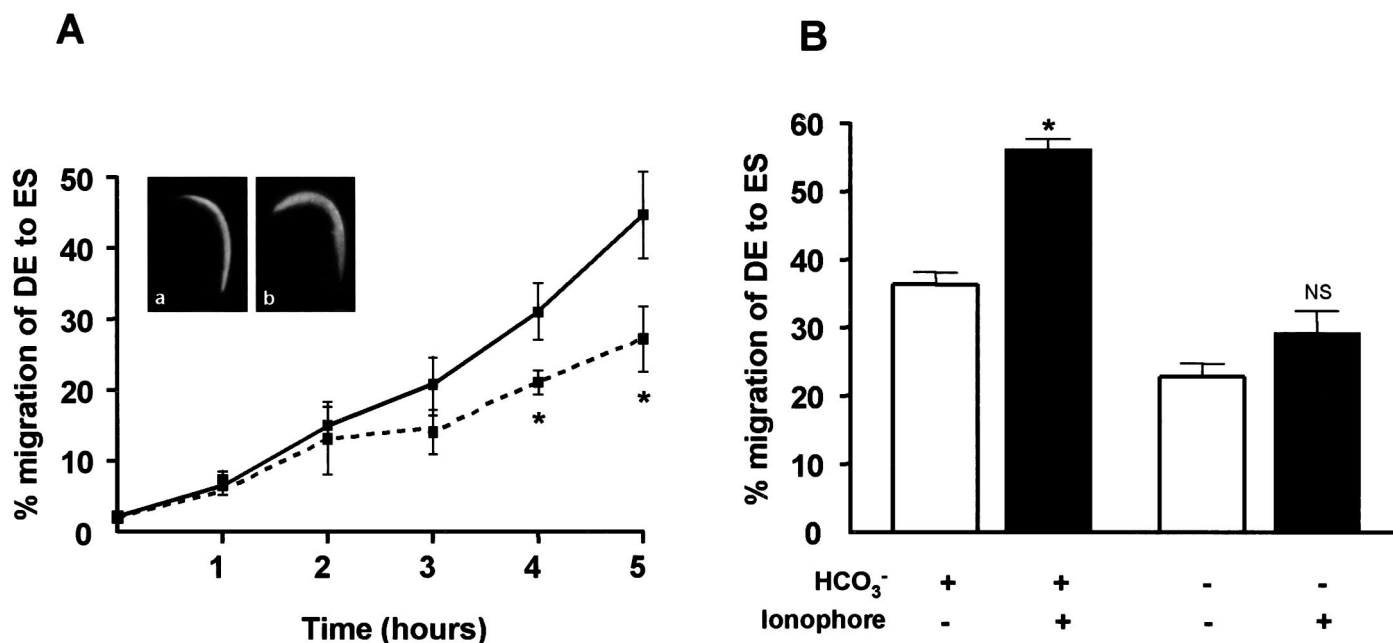 A
% migration of DE to ES
50
40
30
20
10
0
a
b
*
*
1 2 3 4 5
Time (hours)
B
% migration of DE to ES
60
50
40
30
20
10
0
*
NS
HCO₃⁻ + + - -
Ionophore - + - +